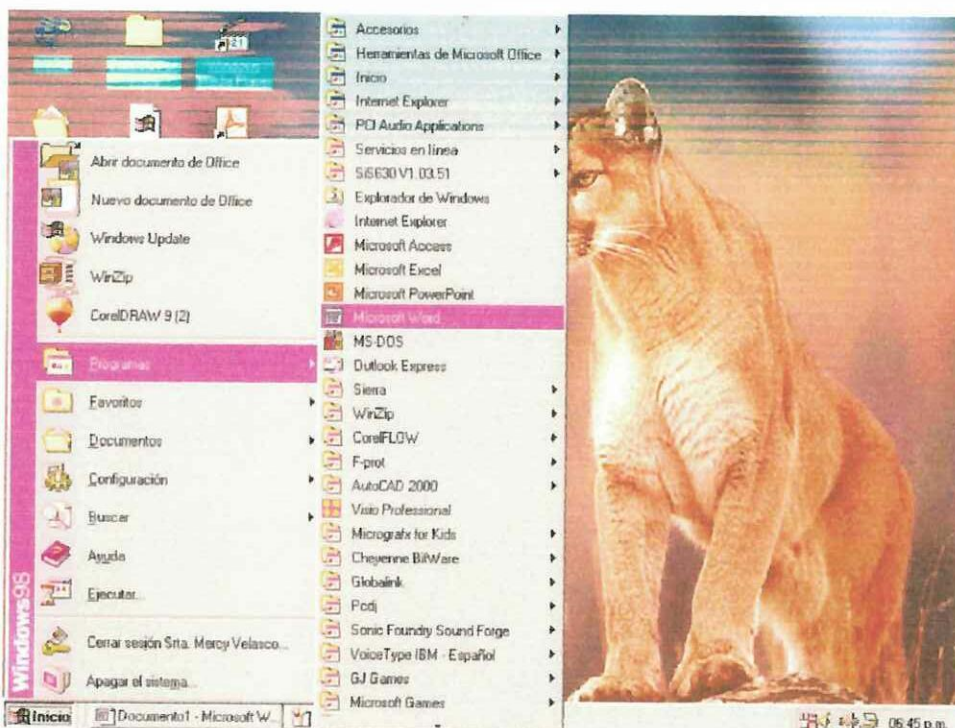 Abrir documento de Office
Nuevo documento de Office
Windows Update
WinZip
CorelDRAW 9 (2)
Programas
Favoritos
Documentos
Configuración
Buscar
Ayuda
Ejecutar...
Cerrar sesión Srta. Mercy Velasco...
Apagar el sistema...
Windows98
Accesorios
Herramientas de Microsoft Office
Inicio
Internet Explorer
PCI Audio Applications
Servicios en línea
SiS630 V1.03.51
Explorador de Windows
Internet Explorer
Microsoft Access
Microsoft Excel
Microsoft PowerPoint
Microsoft Word
MS-DOS
Outlook Express
Sierra
WinZip
CorelFLOW
F-prot
AutoCAD 2000
Visio Professional
Micrografx for Kids
Cheyenne BitWare
Globalink
Pcdj
Sonic Foundry Sound Forge
VoiceType IBM - Español
GJ Games
Microsoft Games
Inicio
Documento1 - Microsoft W...
06:45 p.m.